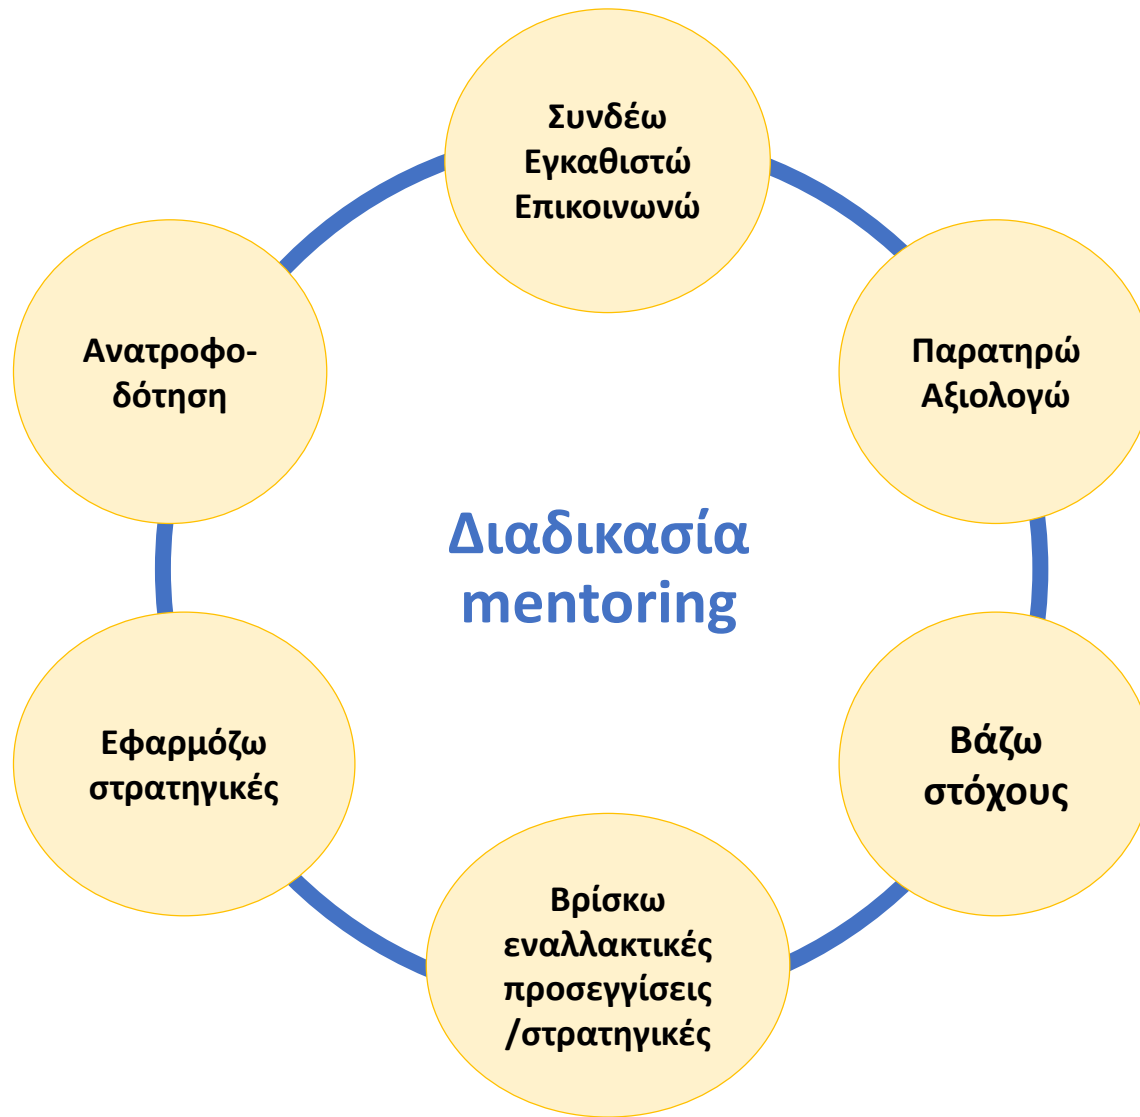 Συνδέω
Εγκαθιστώ
Επικοινωνώ
Παρατηρώ
Αξιολογώ
Βάζω
στόχους
Βρίσκω
εναλλακτικές
προσεγγίσεις
/στρατηγικές
Εφαρμόζω
στρατηγικές
Ανατροφο-
δότηση
Διαδικασία
mentoring